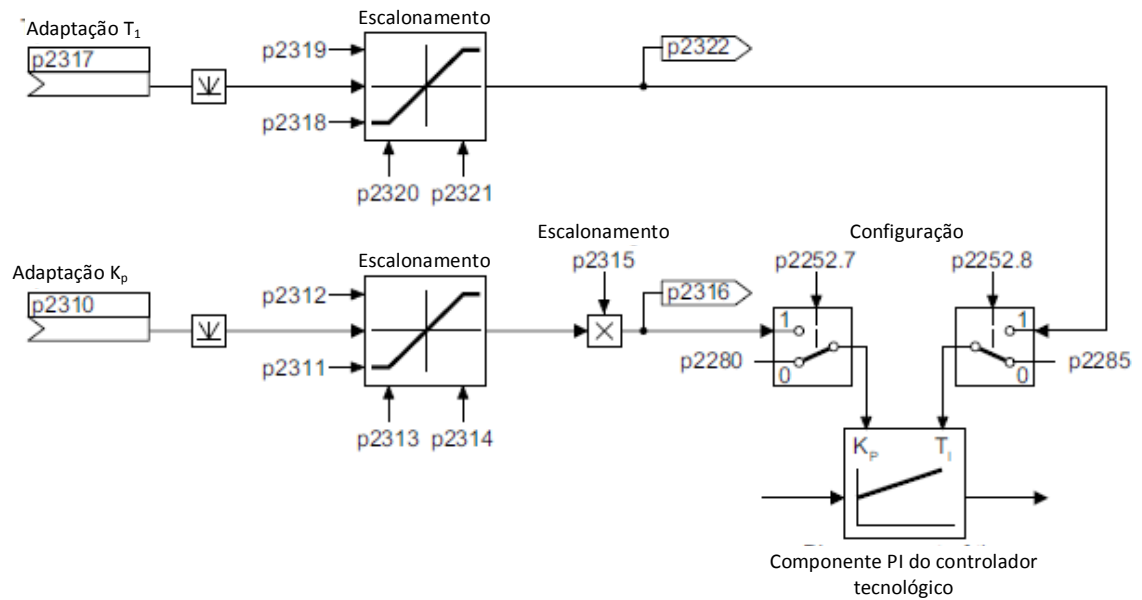 Adaptação T1
Escalonamento
p2317
p2319
p2322
p2318
p2320 p2321
Escalonamento
Configuração
Adaptação Kp
Escalonamento
p2315
p2252.7
p2252.8
p2310
p2312
p2316
1
1
p2311
p2280
0
0
p2285
p2313 p2314
KP
TI
Componente PI do controlador
tecnológico